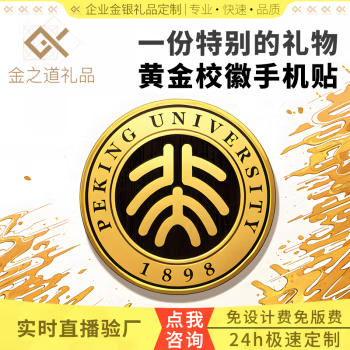 企业金银礼品定制 | 专业·快速·品质
金之道礼品
一份特别的礼物
黄金校徽手机贴
PEKING UNIVERSITY
1898
实时直播验厂
点我
咨询
免设计费免版费
24h极速定制